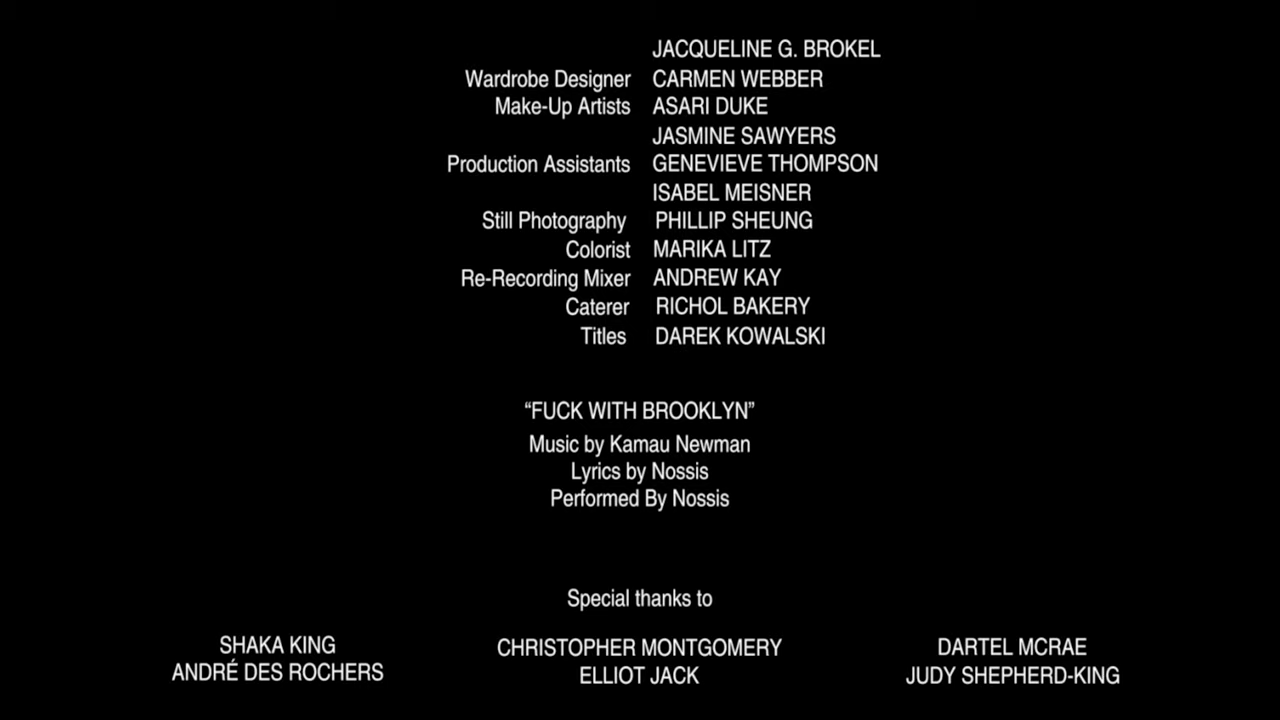 JACQUELINE G. BROKEL
Wardrobe Designer CARMEN WEBBER
Make-Up Artists ASARI DUKE
JASMINE SAWYERS
Production Assistants GENEVIEVE THOMPSON
ISABEL MEISNER
Still Photography PHILLIP SHEUNG
Colorist MARIKA LITZ
Re-Recording Mixer ANDREW KAY
Caterer RICHOL BAKERY
Titles DAREK KOWALSKI
“FUCK WITH BROOKLYN”
Music by Kamau Newman
Lyrics by Nossis
Performed By Nossis
Special thanks to
SHAKA KING CHRISTOPHER MONTGOMERY DARTEL MCRAE
ANDRÉ DES ROCHERS ELLIOT JACK JUDY SHEPHERD-KING